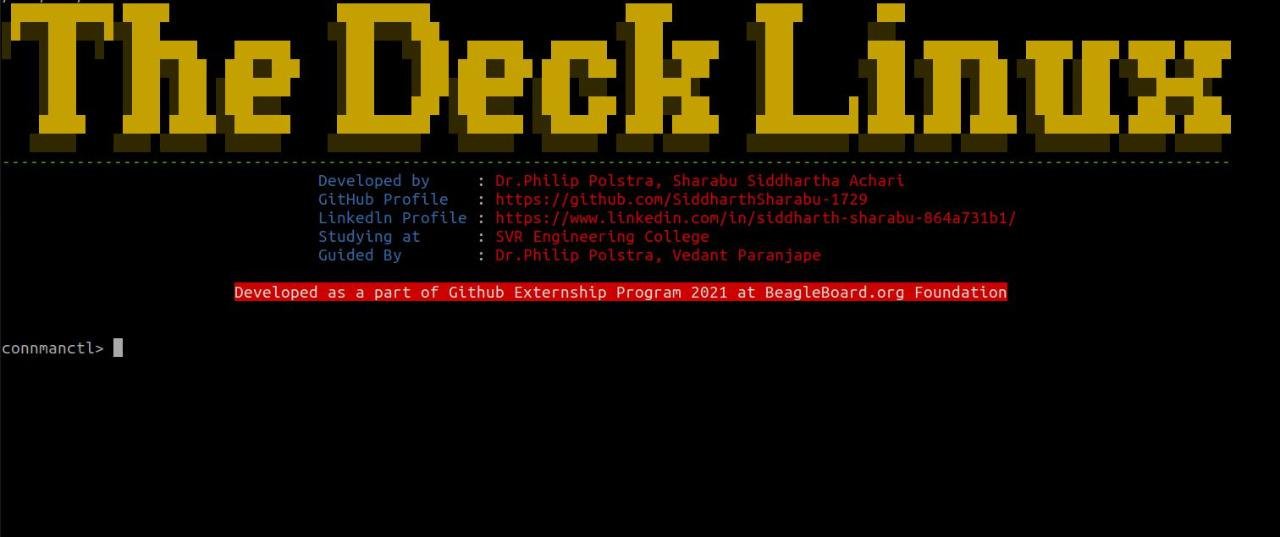 The Deck Linux
--------------------------------------------------------------------------------------------------------------------------------------
Developed by : Dr.Philip Polstra, Sharabu Siddhartha Achari
GitHub Profile : https://github.com/SiddharthSharabu-1729
Linkedln Profile : https://www.linkedin.com/in/siddharth-sharabu-864a731b1/
Studying at : SVR Engineering College
Guided By : Dr.Philip Polstra, Vedant Paranjape
Developed as a part of Github Externship Program 2021 at BeagleBoard.org Foundation
connmanctl>